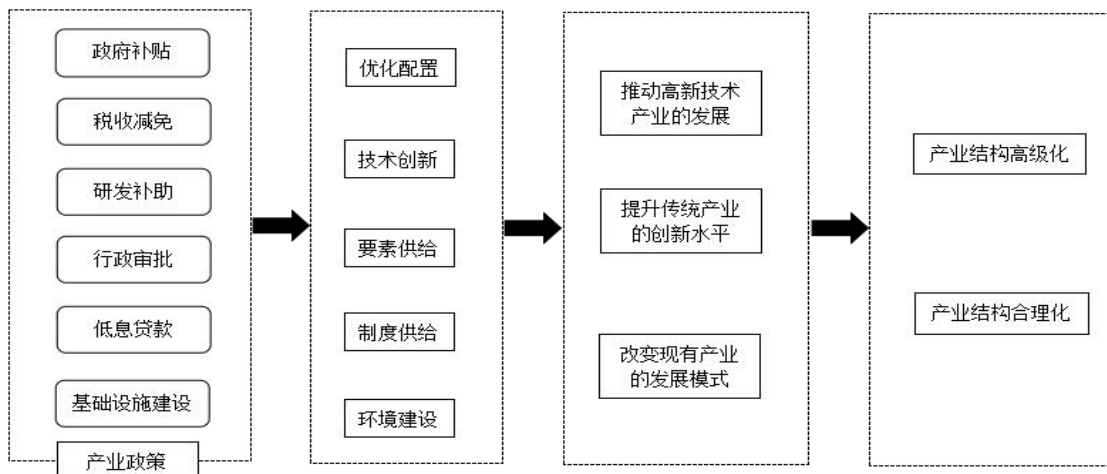 政府补贴
税收减免
研发补助
行政审批
低息贷款
基础设施建设
产业政策
优化配置
技术创新
要素供给
制度供给
环境建设
推动高新技术
产业的发展
提升传统产业
的创新水平
改变现有产业
的发展模式
产业结构高级化
产业结构合理化